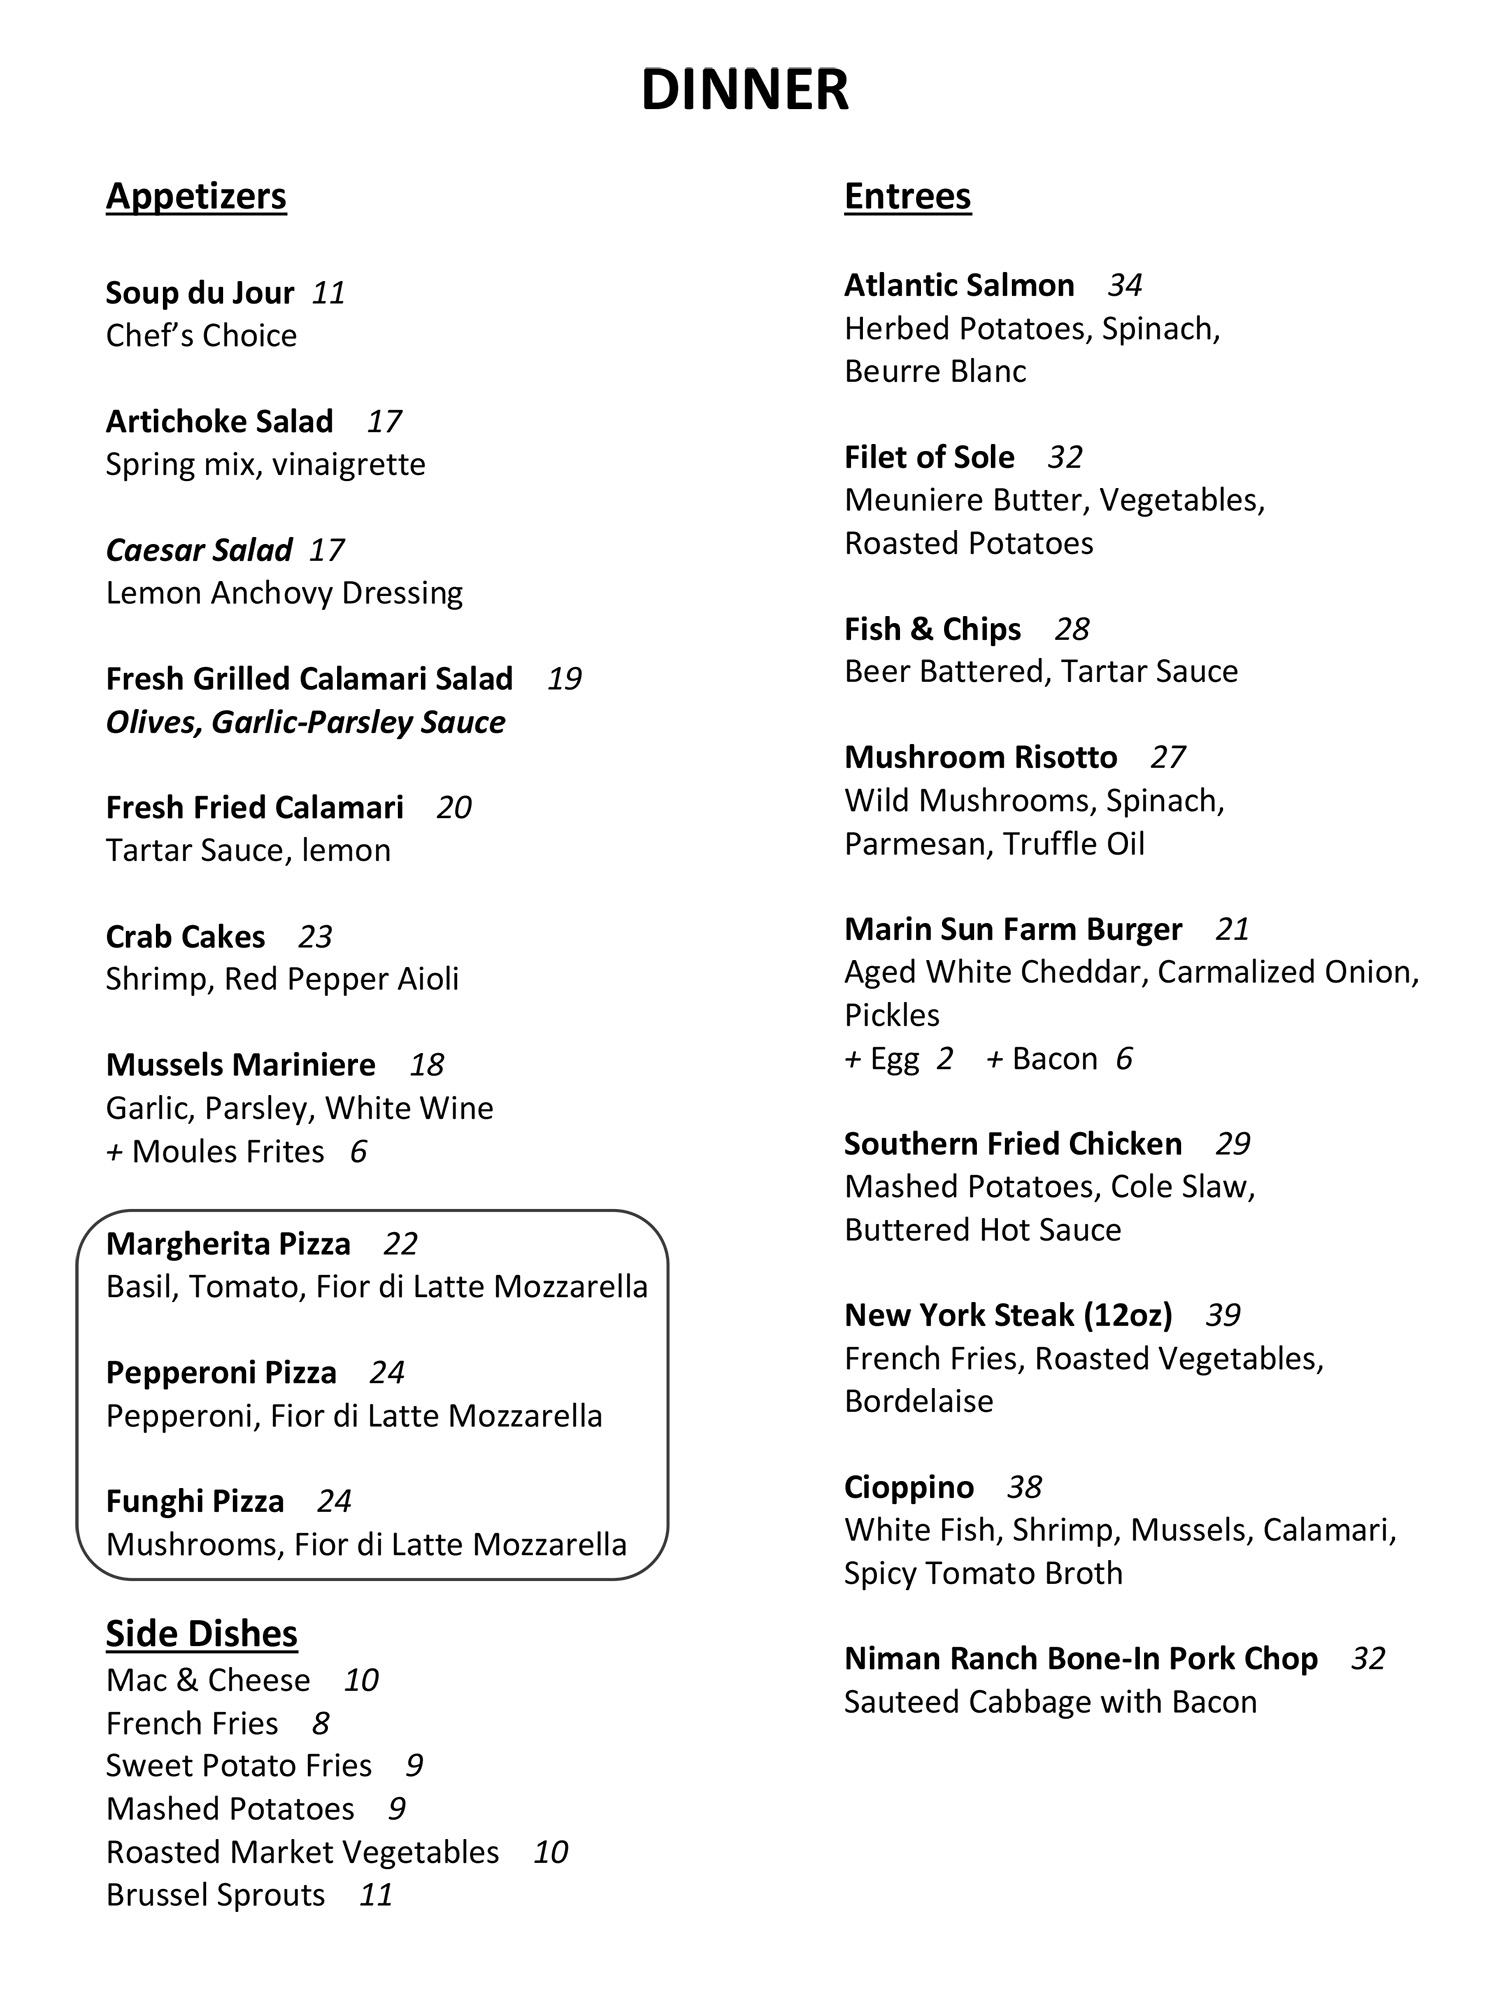 DINNER
Appetizers
Soup du Jour 11
Chef’s Choice
Artichoke Salad 17
Spring mix, vinaigrette
Caesar Salad 17
Lemon Anchovy Dressing
Fresh Grilled Calamari Salad 19
Olives, Garlic-Parsley Sauce
Fresh Fried Calamari 20
Tartar Sauce, lemon
Crab Cakes 23
Shrimp, Red Pepper Aioli
Mussels Mariniere 18
Garlic, Parsley, White Wine
+ Moules Frites 6
Margherita Pizza 22
Basil, Tomato, Fior di Latte Mozzarella
Pepperoni Pizza 24
Pepperoni, Fior di Latte Mozzarella
Funghi Pizza 24
Mushrooms, Fior di Latte Mozzarella
Side Dishes
Mac & Cheese 10
French Fries 8
Sweet Potato Fries 9
Mashed Potatoes 9
Roasted Market Vegetables 10
Brussel Sprouts 11
Entrees
Atlantic Salmon 34
Herbed Potatoes, Spinach,
Beurre Blanc
Filet of Sole 32
Meuniere Butter, Vegetables,
Roasted Potatoes
Fish & Chips 28
Beer Battered, Tartar Sauce
Mushroom Risotto 27
Wild Mushrooms, Spinach,
Parmesan, Truffle Oil
Marin Sun Farm Burger 21
Aged White Cheddar, Carmalized Onion,
Pickles
+ Egg 2 + Bacon 6
Southern Fried Chicken 29
Mashed Potatoes, Cole Slaw,
Buttered Hot Sauce
New York Steak (12oz) 39
French Fries, Roasted Vegetables,
Bordelaise
Cioppino 38
White Fish, Shrimp, Mussels, Calamari,
Spicy Tomato Broth
Niman Ranch Bone-In Pork Chop 32
Sauteed Cabbage with Bacon